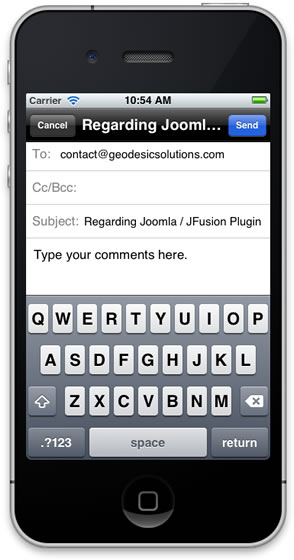 Carrier 10:54 AM
Cancel Regarding Jooml... Send
To: contact@geodesicsolutions.com
Cc/Bcc:
Subject: Regarding Joomla / JFusion Plugin
Type your comments here.
Q W E R T Y U I O P
A S D F G H J K L
Z X C V B N M
.?123 space return